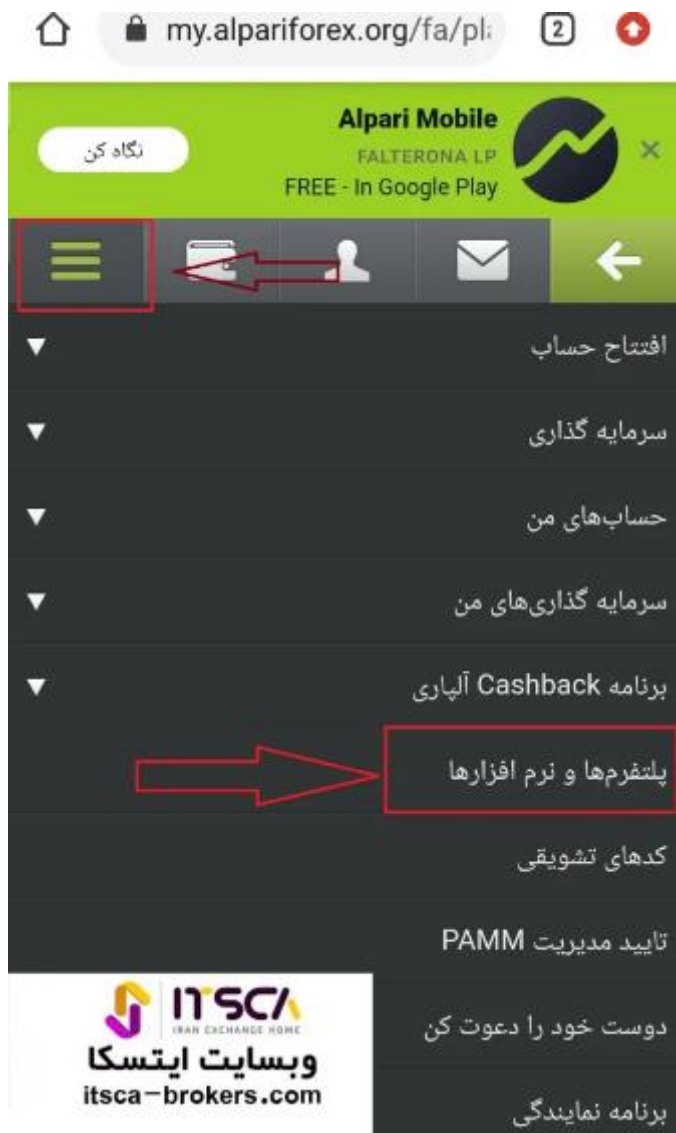 my.alpariforex.org/fa/pl
2
Alpari Mobile
FALTERONA LP
FREE - In Google Play
نگاه کن
افتتاح حساب
سرمایه گذاری
حساب‌های من
سرمایه گذاری‌های من
برنامه Cashback آلپاری
پلتفرم‌ها و نرم افزارها
کدهای تشویقی
تایید مدیریت PAMM
دوست خود را دعوت کن
برنامه نمایندگی
ITSCA
IRAN EXCHANGE HOME
وبسایت ایتسکا
itsca-brokers.com